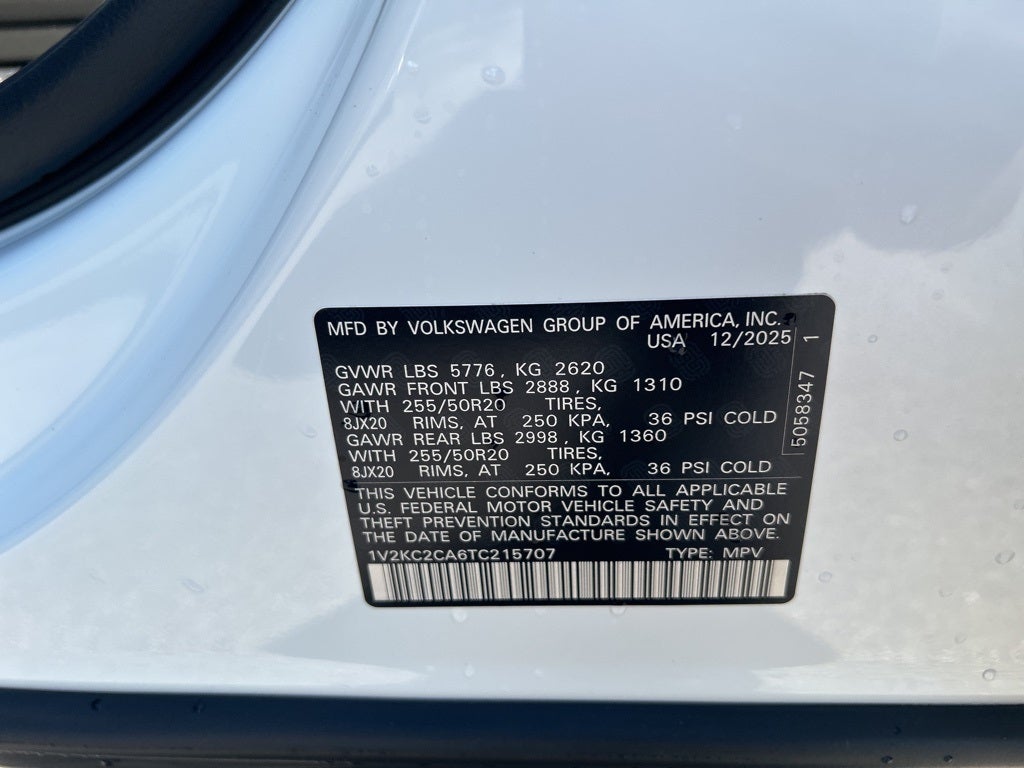 MFD BY VOLKSWAGEN GROUP OF AMERICA, INC.
USA 12/2025
GVWR LBS 5776, KG 2620
GAWR FRONT LBS 2888, KG 1310
WITH 255/50R20 TIRES,
8JX20 RIMS, AT 250 KPA, 36 PSI COLD
GAWR REAR LBS 2998, KG 1360
WITH 255/50R20 TIRES,
8JX20 RIMS, AT 250 KPA, 36 PSI COLD
5058347 1
THIS VEHICLE CONFORMS TO ALL APPLICABLE
U.S. FEDERAL MOTOR VEHICLE SAFETY AND
THEFT PREVENTION STANDARDS IN EFFECT ON
THE DATE OF MANUFACTURE SHOWN ABOVE.
1V2KC2CA6TC215707 TYPE: MPV